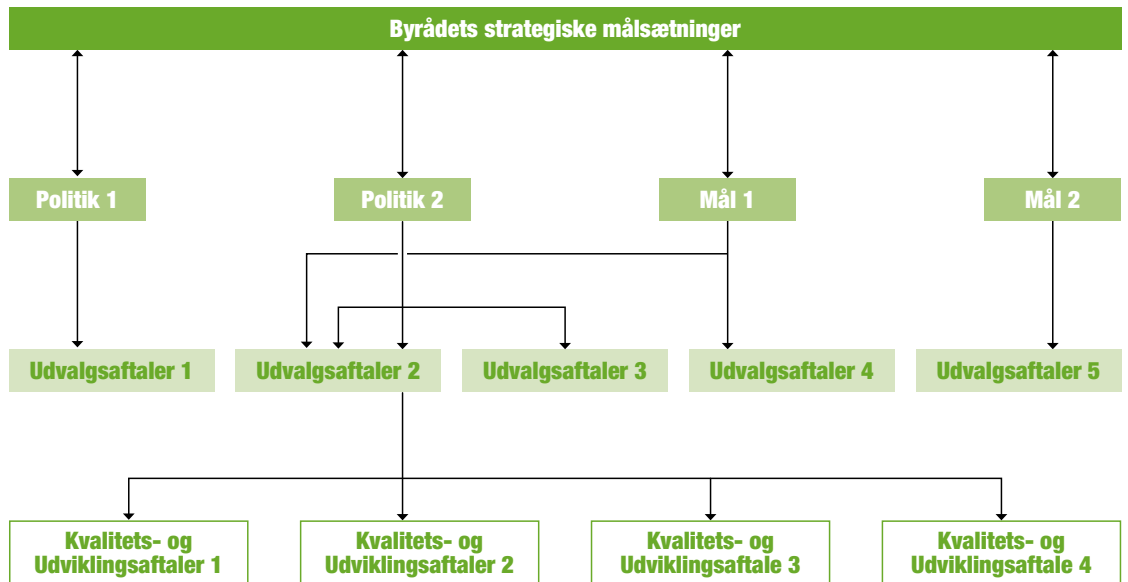 Byrådets strategiske målsætninger
Politik 1
Politik 2
Mål 1
Mål 2
Udvalgsaftaler 1
Udvalgsaftaler 2
Udvalgsaftaler 3
Udvalgsaftaler 4
Udvalgsaftaler 5
Kvalitets- og
Udviklingsaftaler 1
Kvalitets- og
Udviklingsaftaler 2
Kvalitets- og
Udviklingsaftale 3
Kvalitets- og
Udviklingsaftale 4